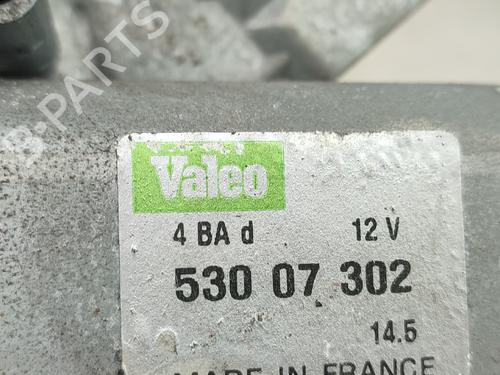 B-PARTS
Valeo
4 BA d 12 V
530 07 302
14.5
MADE IN FRANCE